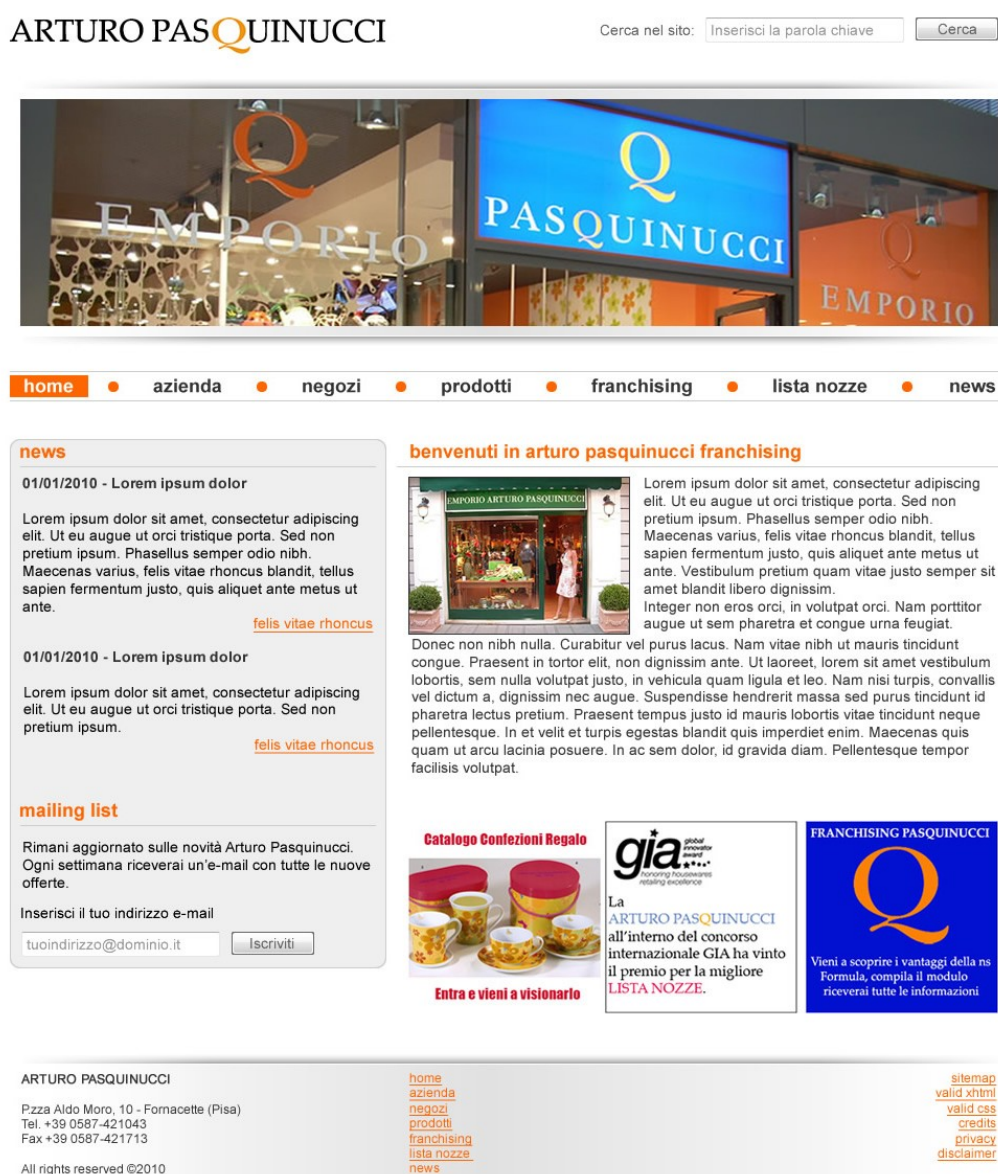 ARTURO PASQUINUCCI
Cerca nel sito: Inserisci la parola chiave Cerca
Q
EMPORIO
Q
PASQUINUCCI
Q
EMPORIO
home azienda negozi prodotti franchising lista nozze news
news
01/01/2010 - Lorem ipsum dolor
Lorem ipsum dolor sit amet, consectetur adipiscing
elit. Ut eu augue ut orci tristique porta. Sed non
pretium ipsum. Phasellus semper odio nibh.
Maecenas varius, felis vitae rhoncus blandit, tellus
sapien fermentum justo, quis aliquet ante metus ut
ante.
felis vitae rhoncus
01/01/2010 - Lorem ipsum dolor
Lorem ipsum dolor sit amet, consectetur adipiscing
elit. Ut eu augue ut orci tristique porta. Sed non
pretium ipsum.
felis vitae rhoncus
mailing list
Rimani aggiornato sulle novità Arturo Pasquinucci.
Ogni settimana riceverai un'e-mail con tutte le nuove
offerte.
Inserisci il tuo indirizzo e-mail
tuoindirizzo@dominio.it Iscriviti
benvenuti in arturo pasquinucci franchising
EMPORIO ARTURO PASQUINUCCI
Lorem ipsum dolor sit amet, consectetur adipiscing
elit. Ut eu augue ut orci tristique porta. Sed non
pretium ipsum. Phasellus semper odio nibh.
Maecenas varius, felis vitae rhoncus blandit, tellus
sapien fermentum justo, quis aliquet ante metus ut
ante. Vestibulum pretium quam vitae justo semper sit
amet blandit libero dignissim.
Integer non eros orci, in volutpat orci. Nam porttitor
augue ut sem pharetra et congue urna feugiat.
Donec non nibh nulla. Curabitur vel purus lacus. Nam vitae nibh ut mauris tincidunt
congue. Praesent in tortor elit, non dignissim ante. Ut laoreet, lorem sit amet vestibulum
lobortis, sem nulla volutpat justo, in vehicula quam ligula et leo. Nam nisi turpis, convallis
vel dictum a, dignissim nec augue. Suspendisse hendrerit massa sed purus tincidunt id
pharetra lectus pretium. Praesent tempus justo id mauris lobortis vitae tincidunt neque
pellentesque. In et velit et turpis egestas blandit quis imperdiet enim. Maecenas quis
quam ut arcu lacinia posuere. In ac sem dolor, id gravida diam. Pellentesque tempor
facilisis volutpat.
Catalogo Confezioni Regalo
Entra e vieni a visionarlo
gia global
innovator
award
honoring housewares
retailing excellence
La
ARTURO PASQUINUCCI
all'interno del concorso
internazionale GIA ha vinto
il premio per la migliore
LISTA NOZZE.
FRANCHISING PASQUINUCCI
Q
Vieni a scoprire i vantaggi della ns
Formula, compila il modulo
riceverai tutte le informazioni
ARTURO PASQUINUCCI
P.zza Aldo Moro, 10 - Fornacette (Pisa)
Tel. +39 0587-421043
Fax +39 0587-421713
All rights reserved ©2010
home
azienda
negozi
prodotti
franchising
lista nozze
news
sitemap
valid xhtml
valid css
credits
privacy
disclaimer